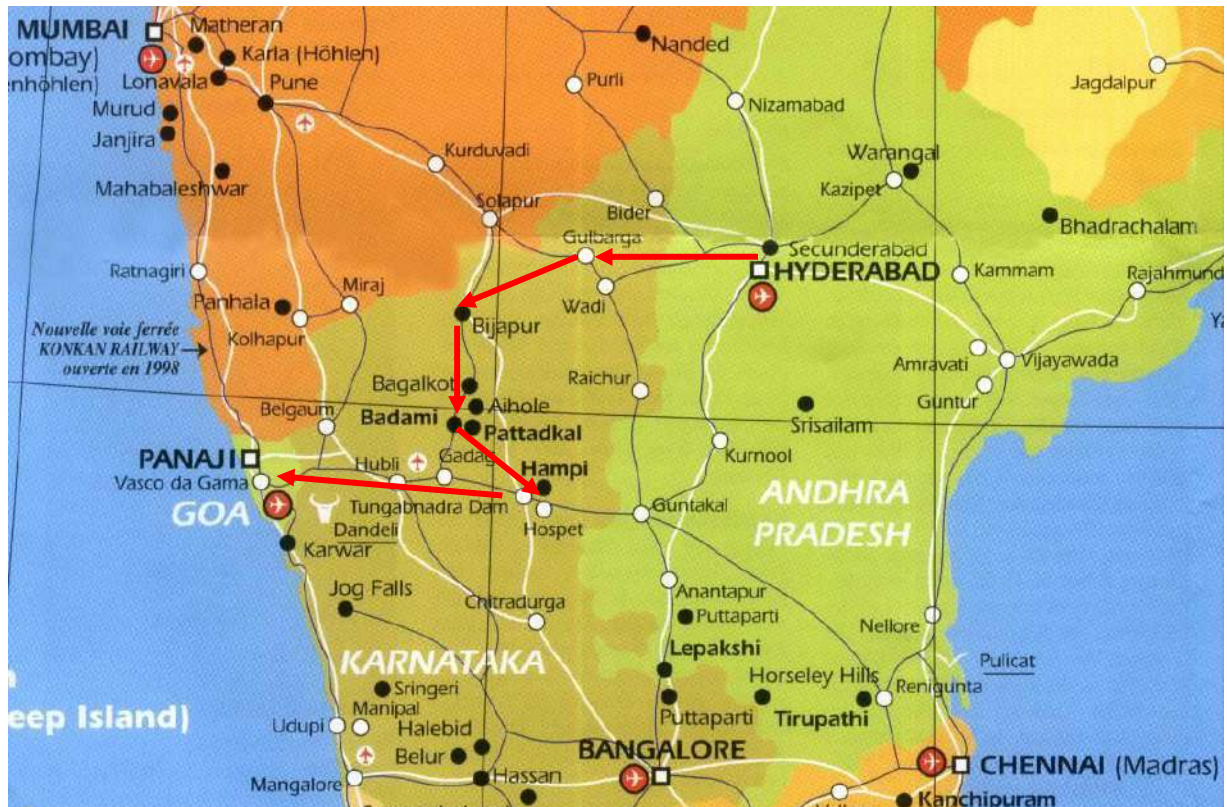 MUMBAI
ombay)
enhöhlen)
Matheran
Karla (Höhlen)
Lonavala
Pune
Murud
Janjira
Mahabaleshwar
Nanded
Purli
Nizamabad
Jagdalpur
Kurduvadi
Warangal
Kazipet
Solapur
Bider
Gulbarga
Secunderabad
Bhadrachalam
HYDERABAD
Kammam
Rajahmund
Ratnagiri
Miraj
Panhala
Wadi
Nouvelle voie ferrée
KONKAN RAILWAY
ouverte en 1998
Kolhapur
Bijapur
Amravati
Vijayawada
Bagalkot
Raichur
Guntur
Belgaum
Aihole
Badami
Pattadkal
Srisailam
PANAJI
Hubli
Gadag
Hampi
Kurnool
Vasco da Gama
GOA
Tungabnadra Dam
Hospet
Guntakal
ANDHRA
PRADESH
Dandeli
Karwar
Jog Falls
Chitradurga
Anantapur
Puttaparti
Nellore
KARNATAKA
Lepakshi
Horseley Hills
Pulicat
Sringeri
Renigunta
eep Island)
Manipal
Puttaparti
Tirupathi
Udupi
Halebid
Belur
BANGALORE
Mangalore
Hassan
CHENNAI (Madras)
Kanchipuram